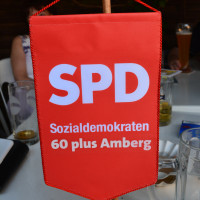 SPD
Sozialdemokraten
60 plus Amberg